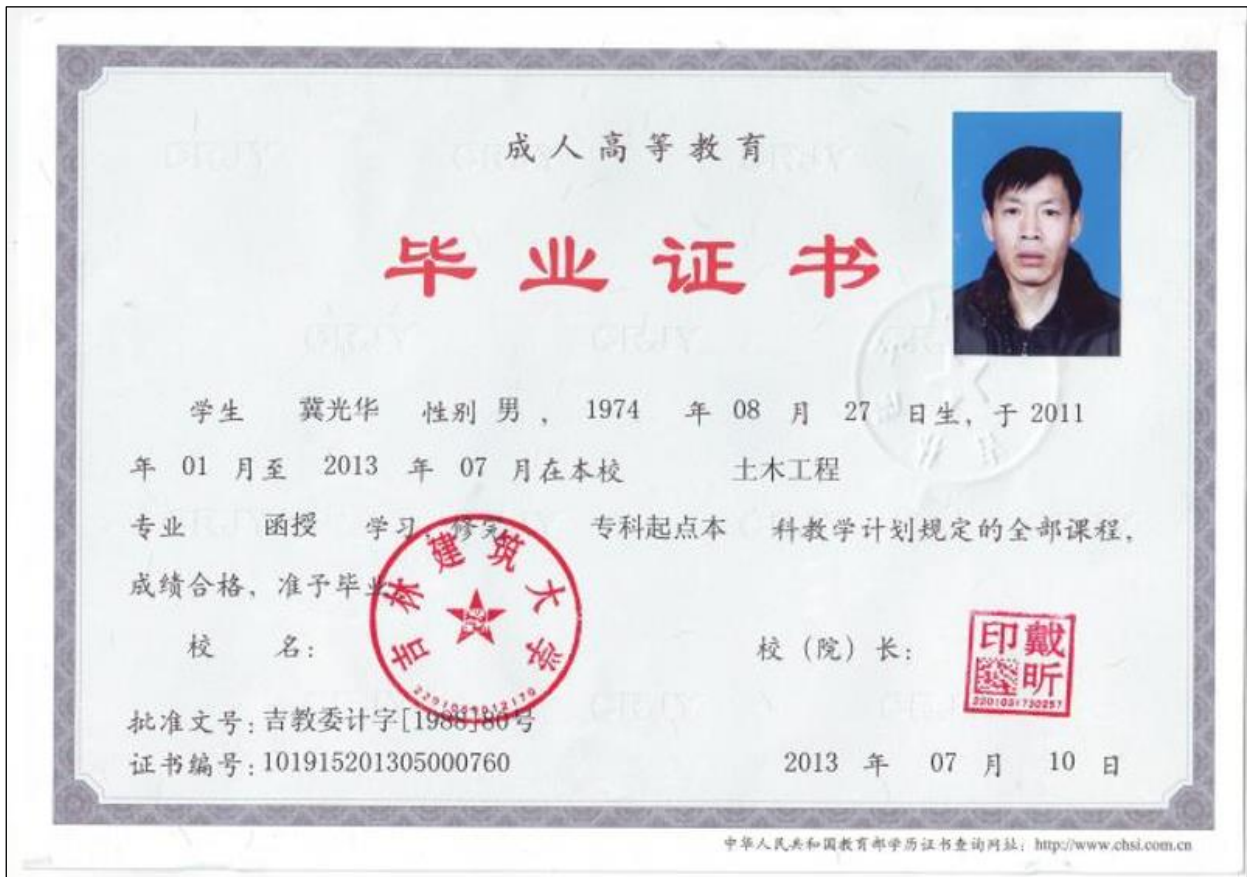 成人高等教育
毕业证书
学生 冀光华 性别 男 ， 1974 年 08 月 27 日生，于 2011
年 01 月至 2013 年 07 月在本校 土木工程
专业 函授 学习，修完 专科起点本 科教学计划规定的全部课程，
成绩合格，准予毕业
吉林建筑大学
校 名：
校（院）长：
戴昕印
2201031730257
批准文号：吉教委计字[1988]80号
证书编号：101915201305000760
2013 年 07 月 10 日
中华人民共和国教育部学历证书查询网址：http://www.chsi.com.cn